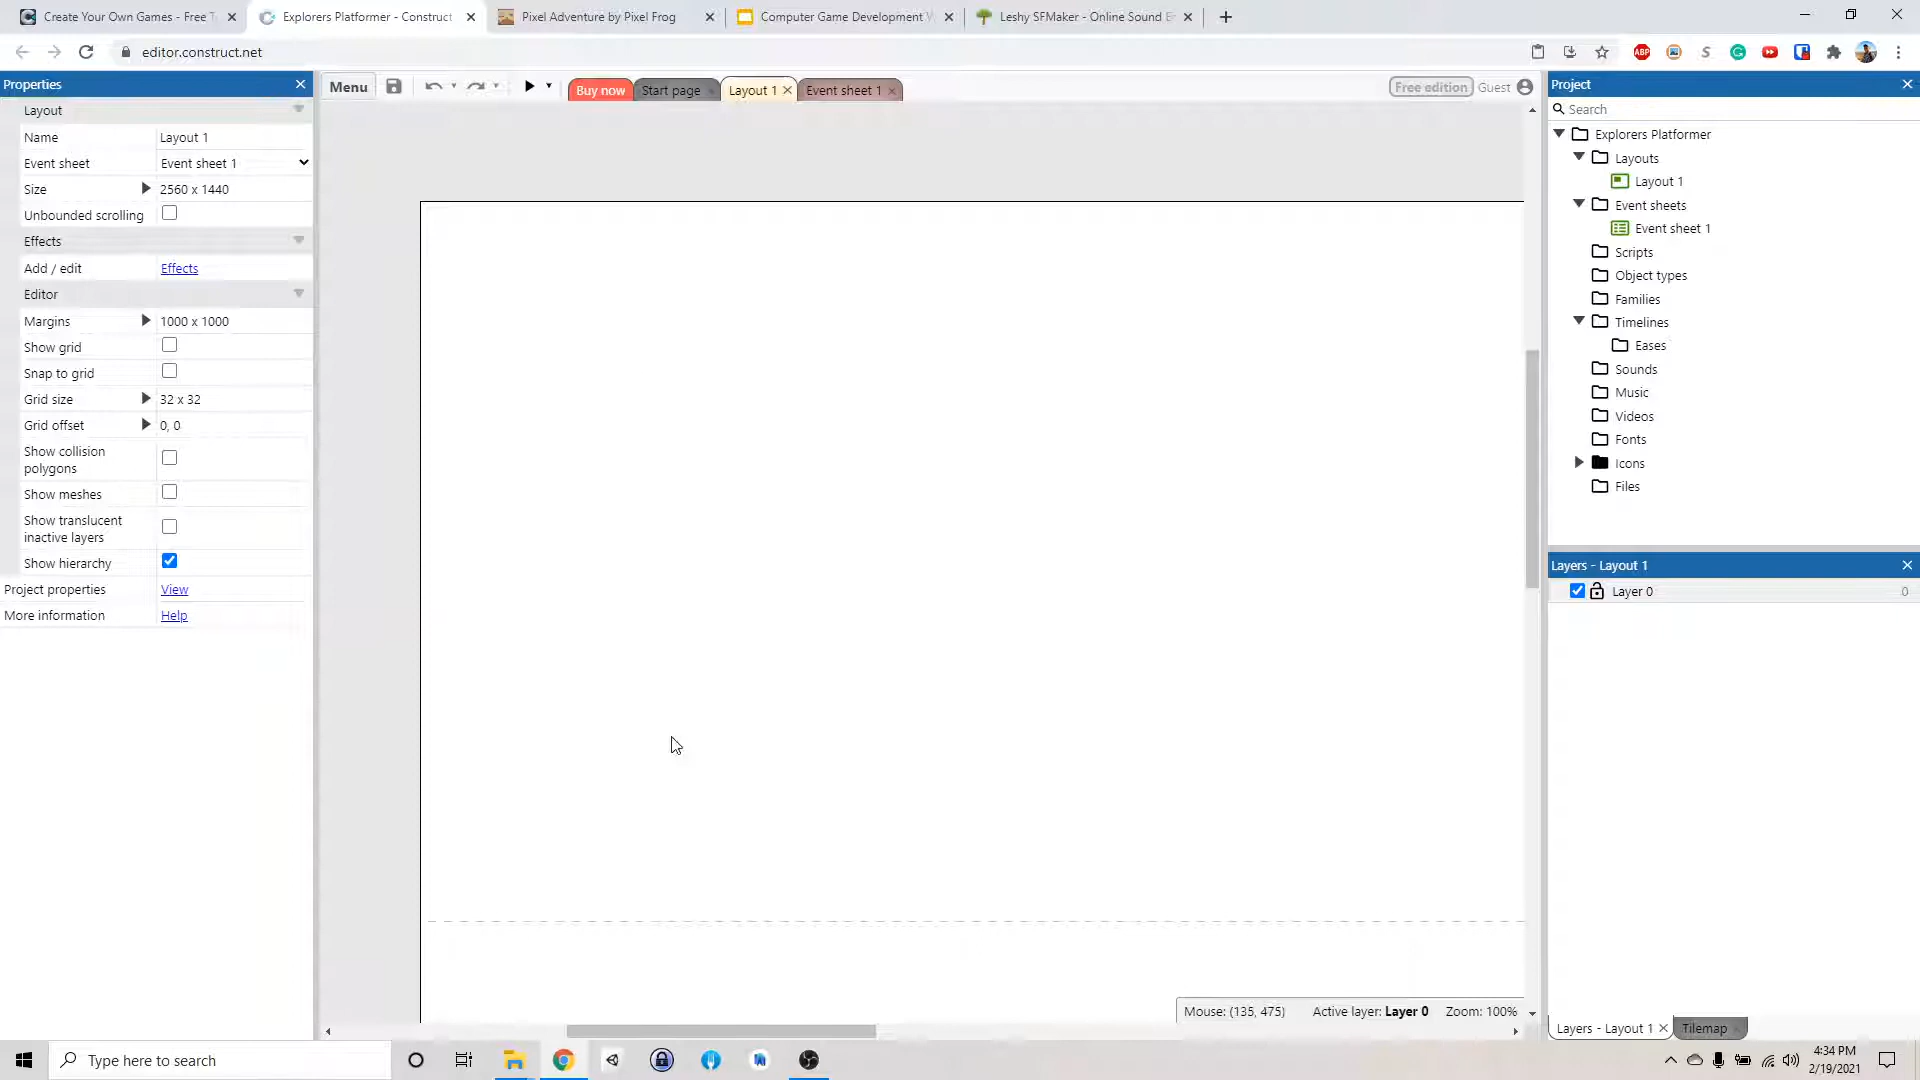 Create Your Own Games - Free T
Explorers Platformer - Construct
Pixel Adventure by Pixel Frog
Computer Game Development V
Leshy SFMaker - Online Sound E
editor.construct.net
ABP
Properties
Menu
Buy now
Start page
Layout 1
Event sheet 1
Free edition
Guest
Project
Layout
Name
Layout 1
Event sheet
Event sheet 1
Size
2560 x 1440
Unbounded scrolling
Effects
Add / edit
Effects
Editor
Margins
1000 x 1000
Show grid
Snap to grid
Grid size
32 x 32
Grid offset
0, 0
Show collision
polygons
Show meshes
Show translucent
inactive layers
Show hierarchy
Project properties
View
More information
Help
Search
Explorers Platformer
Layouts
Layout 1
Event sheets
Event sheet 1
Scripts
Object types
Families
Timelines
Eases
Sounds
Music
Videos
Fonts
Icons
Files
Layers - Layout 1
Layer 0
0
Mouse: (135, 475)
Active layer: Layer 0
Zoom: 100%
Layers - Layout 1
Tilemap
Type here to search
4:34 PM
2/19/2021